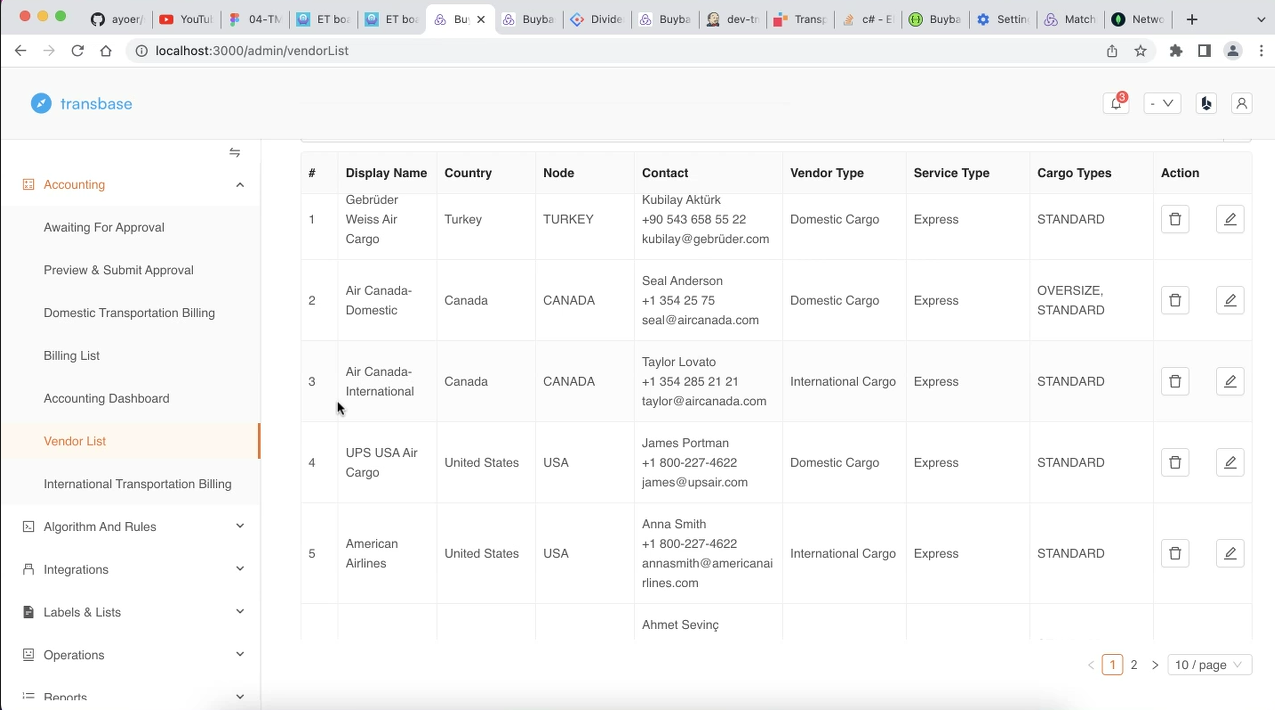 ayoer/
YouTu
04-TM
ET boa
ET boa
Buy
Buyba
Divide
Buyba
dev-tr
Transp
c# - E
Buyba
Settin
Match
Netwo
localhost:3000/admin/vendorList
transbase
3
-
Accounting
Awaiting For Approval
Preview & Submit Approval
Domestic Transportation Billing
Billing List
Accounting Dashboard
Vendor List
International Transportation Billing
Algorithm And Rules
Integrations
Labels & Lists
Operations
Reports
# Display Name Country Node Contact Vendor Type Service Type Cargo Types Action
Gebrüder Kubilay Aktürk
1 Weiss Air Turkey TURKEY +90 543 658 55 22 Domestic Cargo Express STANDARD
Cargo kubilay@gebrüder.com
Air Canada- Seal Anderson OVERSIZE,
2 Canada CANADA +1 354 25 75 Domestic Cargo Express
Domestic seal@aircanada.com STANDARD
Air Canada- Taylor Lovato
3 Canada CANADA +1 354 285 21 21 International Cargo Express STANDARD
International taylor@aircanada.com
UPS USA Air James Portman
4 United States USA +1 800-227-4622 Domestic Cargo Express STANDARD
Cargo james@upsair.com
Anna Smith
American +1 800-227-4622
5 United States USA International Cargo Express STANDARD
Airlines annasmith@americanai
rlines.com
Ahmet Sevinç
1 2 10 / page